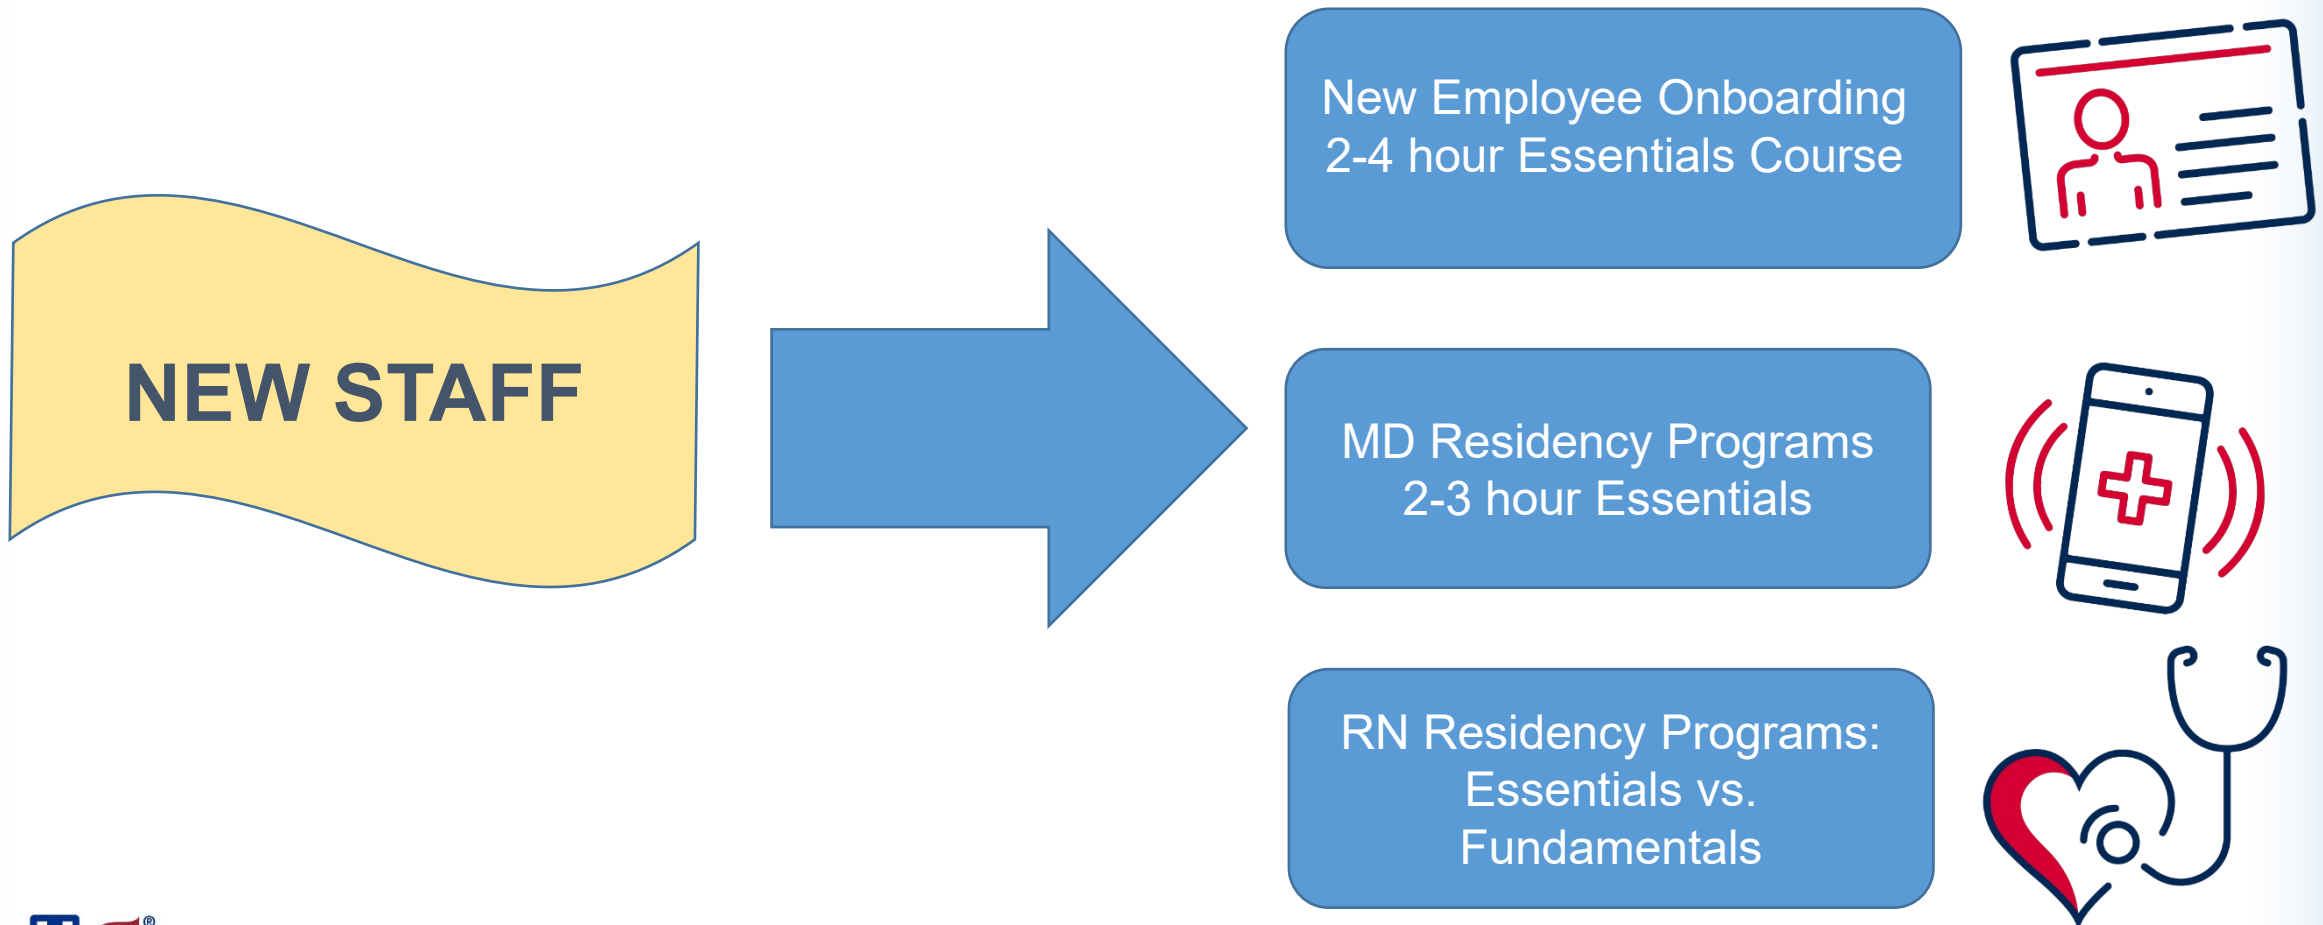 NEW STAFF
New Employee Onboarding
2-4 hour Essentials Course
MD Residency Programs
2-3 hour Essentials
RN Residency Programs:
Essentials vs.
Fundamentals
®